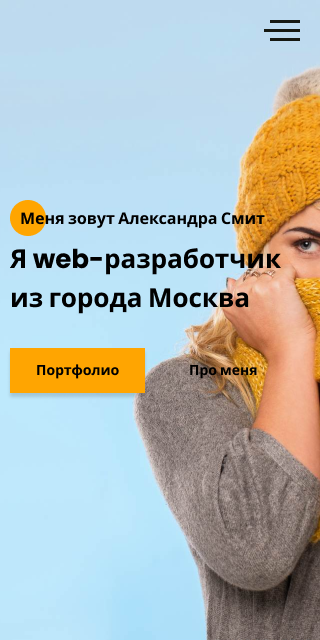 Меня зовут Александра Смит
Я web-разработчик
из города Москва
Портфолио
Про меня